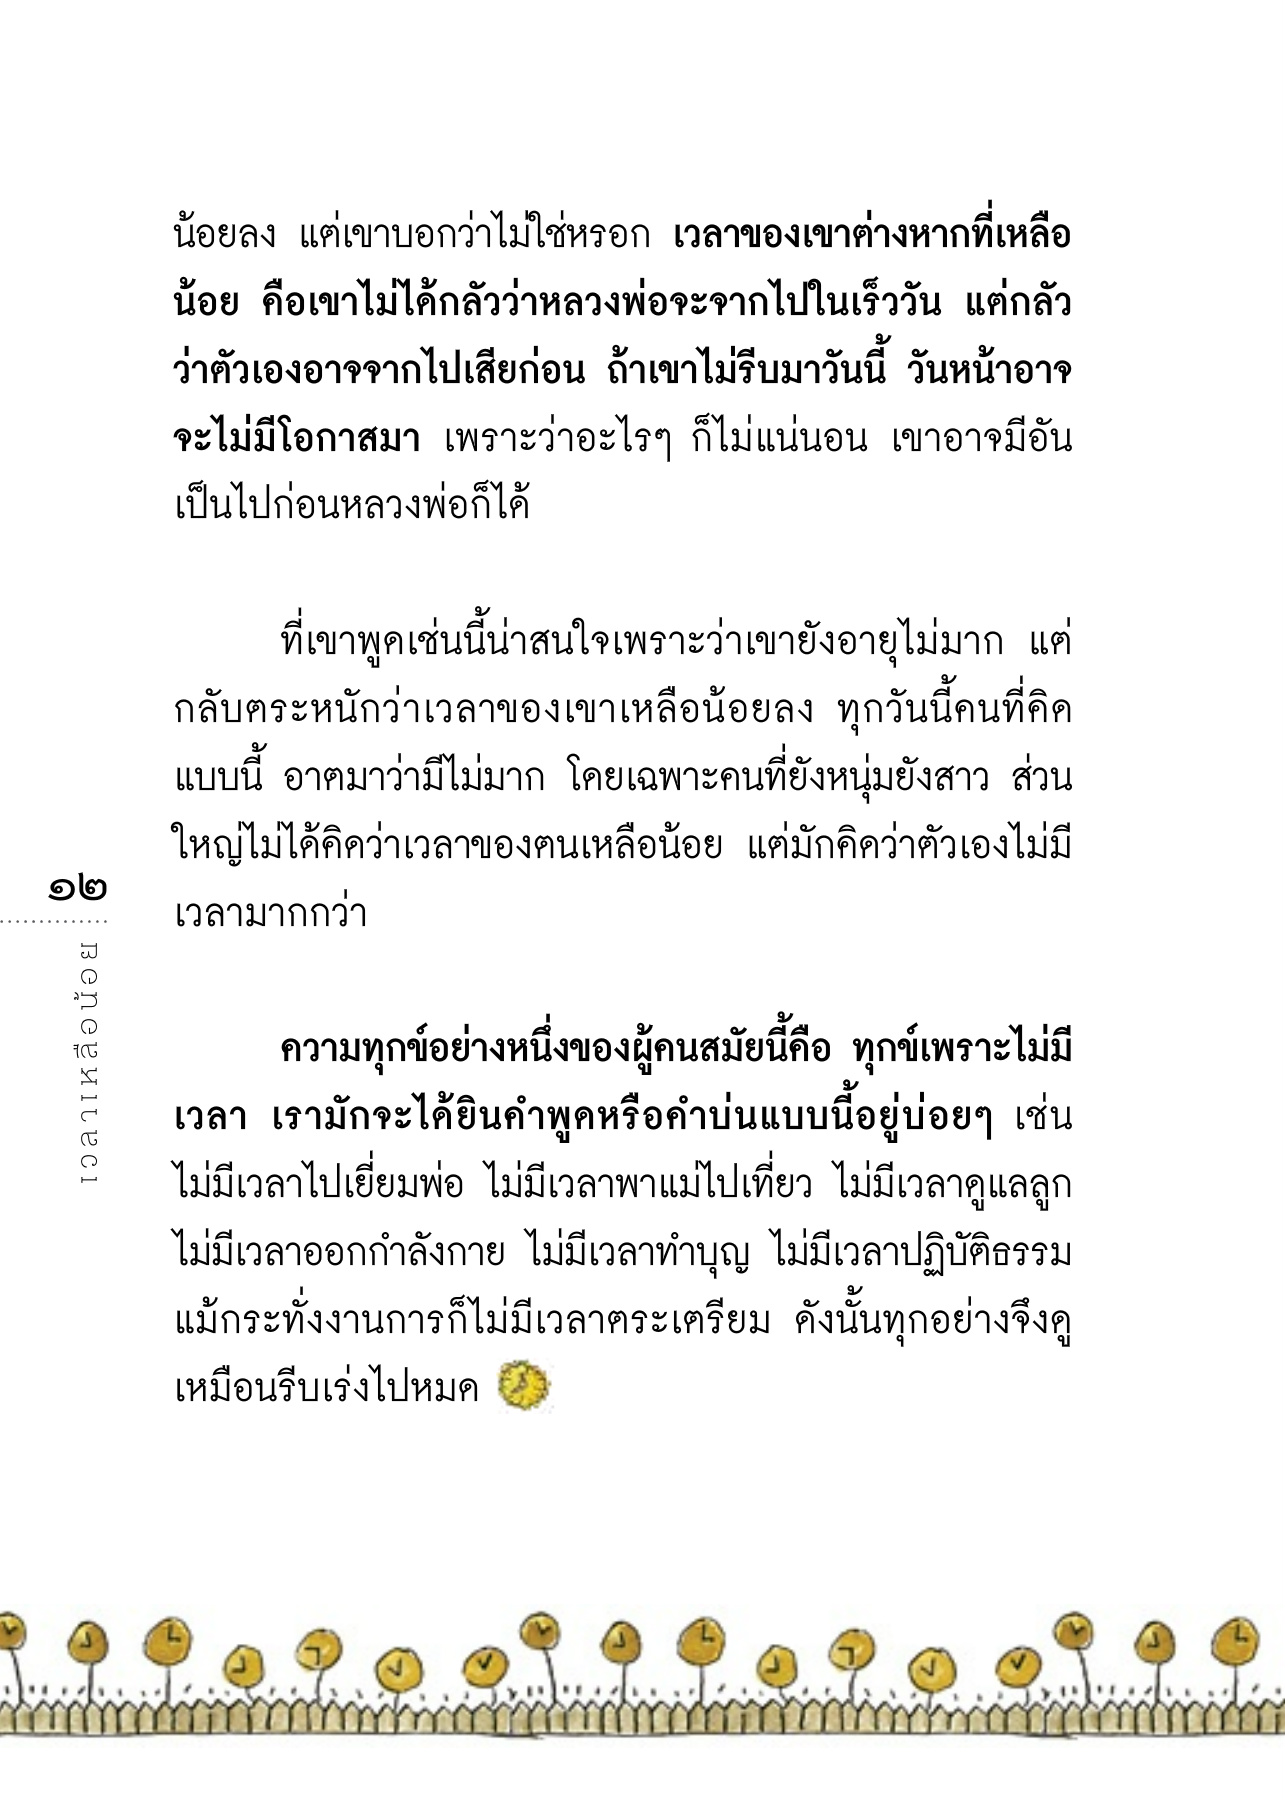 น้อยลง แต่เขาบอกว่าไม่ใช่หรอก เวลาของเขาต่างหากที่เหลือ
น้อย คือเขาไม่ได้กลัวว่าหลวงพ่อจะจากไปในเร็ววัน แต่กลัว
ว่าตัวเองอาจจากไปเสียก่อน ถ้าเขาไม่รีบมาวันนี้ วันหน้าอาจ
จะไม่มีโอกาสมา เพราะว่าอะไรๆ ก็ไม่แน่นอน เขาอาจมีอัน
เป็นไปก่อนหลวงพ่อก็ได้
ที่เขาพูดเช่นนี้น่าสนใจเพราะว่าเขายังอายุไม่มาก แต่
กลับตระหนักว่าเวลาของเขาเหลือน้อยลง ทุกวันนี้คนที่คิด
แบบนี้ อาตมาว่ามีไม่มาก โดยเฉพาะคนที่ยังหนุ่มยังสาว ส่วน
ใหญ่ไม่ได้คิดว่าเวลาของตนเหลือน้อย แต่มักคิดว่าตัวเองไม่มี
เวลามากกว่า
ความทุกข์อย่างหนึ่งของผู้คนสมัยนี้คือ ทุกข์เพราะไม่มี
เวลา เรามักจะได้ยินคำพูดหรือคำบ่นแบบนี้อยู่บ่อยๆ เช่น
ไม่มีเวลาไปเยี่ยมพ่อ ไม่มีเวลาพาแม่ไปเที่ยว ไม่มีเวลาดูแลลูก
ไม่มีเวลาออกกำลังกาย ไม่มีเวลาทำบุญ ไม่มีเวลาปฏิบัติธรรม
แม้กระทั่งงานการก็ไม่มีเวลาตระเตรียม ดังนั้นทุกอย่างจึงดู
เหมือนรีบเร่งไปหมด
๑๒
เวลาเหลือน้อย